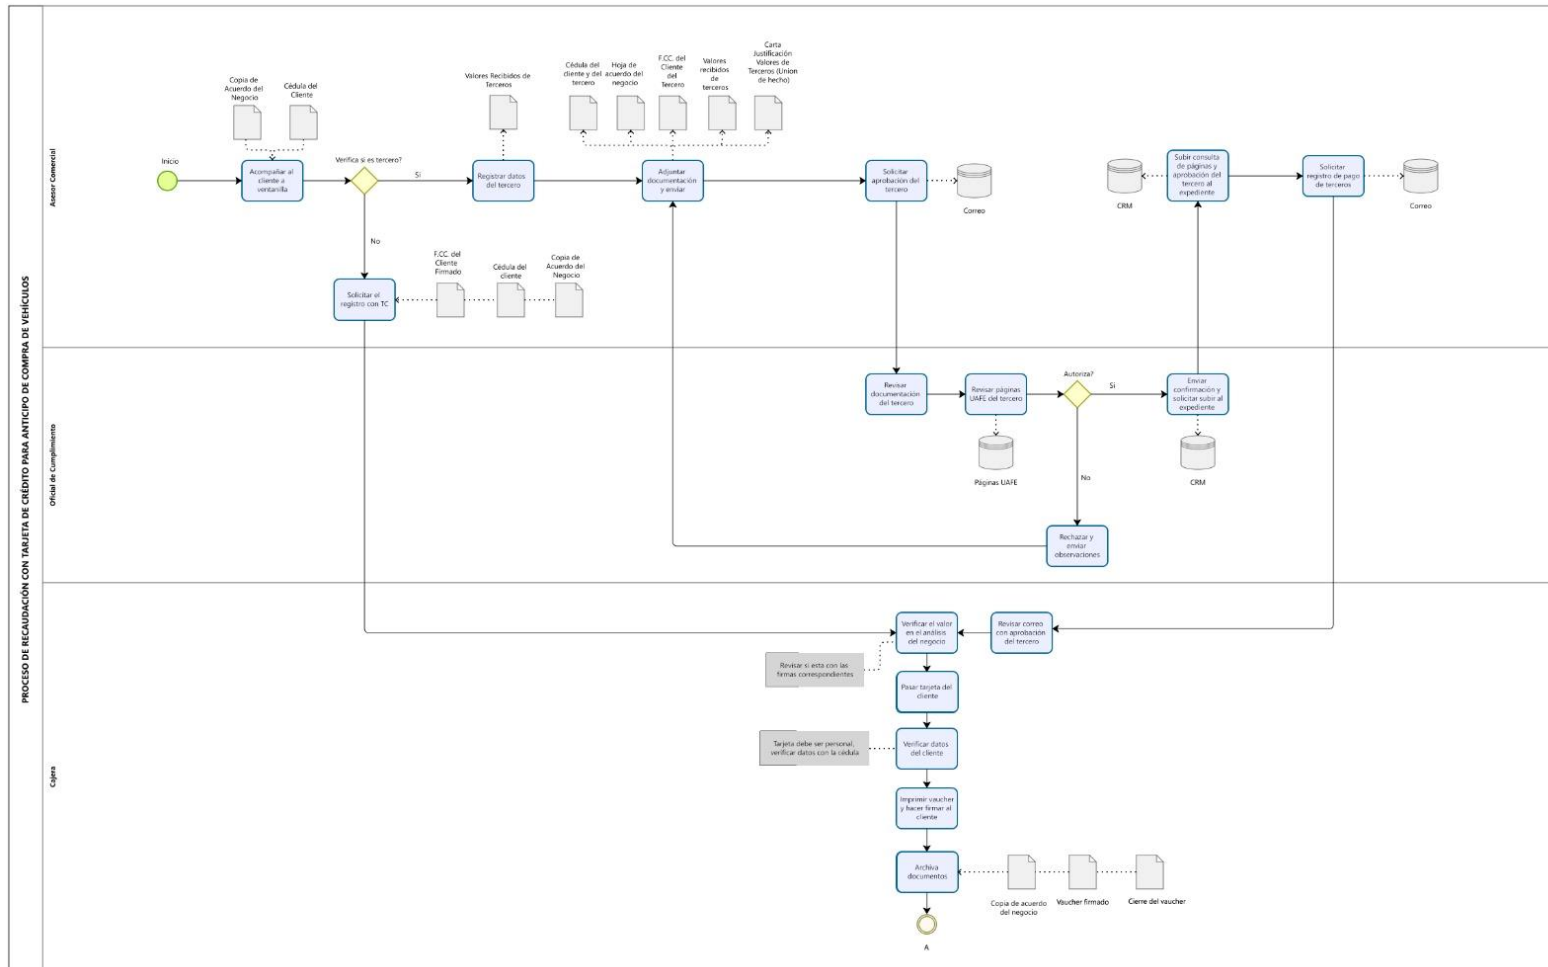 PROCESO DE RECAUDACIÓN CON TARJETA DE CRÉDITO PARA ANTICIPO DE COMPRA DE VEHÍCULOS
Asesor Comercial
Inicio
Copia de
Acuerdo del
Negocio
Cédula del
Cliente
Acompañar al
cliente a
ventanilla
Verifica si es tercero?
Si
No
Valores Recibidos de
Terceros
Registrar datos
del tercero
Cédula del
cliente y del
tercero
Hoja de
acuerdo del
negocio
F.CC. del
Cliente
del
Tercero
Valores
recibidos
de
terceros
Carta
Justificación
Valores de
Terceros (Union
de hecho)
Adjuntar
documentación
y enviar
Solicitar
aprobación del
tercero
Correo
CRM
Subir consulta
de páginas y
aprobación del
tercero al
expediente
Solicitar
registro de pago
de terceros
Correo
Solicitar el
registro con TC
F.CC. del
Cliente
Firmado
Cédula del
cliente
Copia de
Acuerdo del
Negocio
Oficial de Cumplimiento
Revisar
documentación
del tercero
Revisar páginas
UAFE del tercero
Páginas UAFE
Autoriza?
Si
No
Enviar
confirmación y
solicitar subir al
expediente
CRM
Rechazar y
enviar
observaciones
Cajera
Verificar el valor
en el análisis
del negocio
Revisar correo
con aprobación
del tercero
Revisar si esta con las
firmas correspondientes
Pasar tarjeta del
cliente
Tarjeta debe ser personal,
verificar datos con la cédula
Verificar datos
del cliente
Imprimir vaucher
y hacer firmar al
cliente
Archiva
documentos
Copia de acuerdo
del negocio
Vaucher firmado
Cierre del vaucher
A